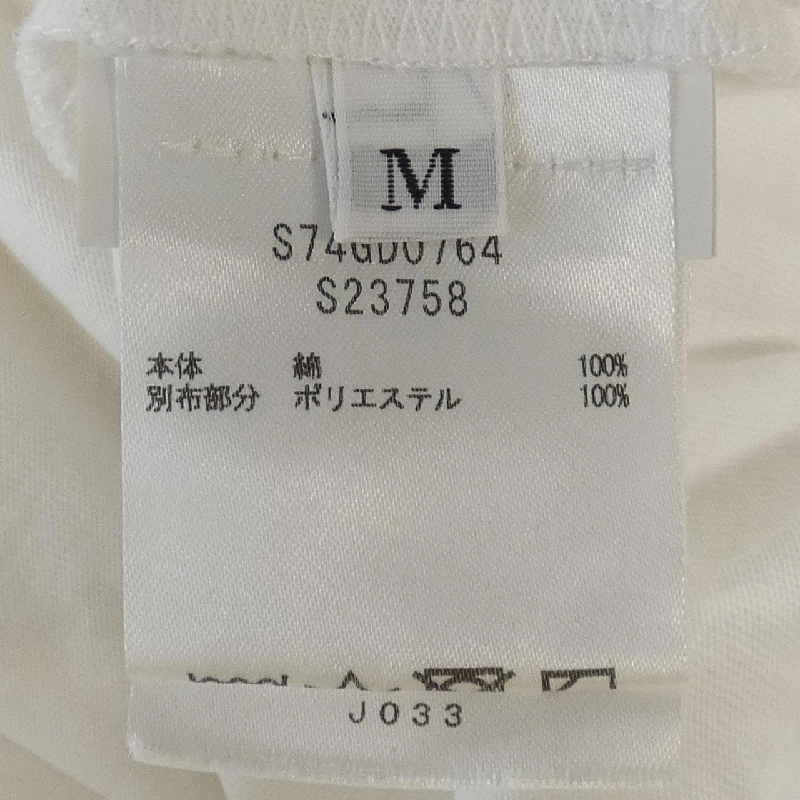 M
S74GD0764
S23758
本体 綿 100%
別布部分 ポリエステル 100%
J033